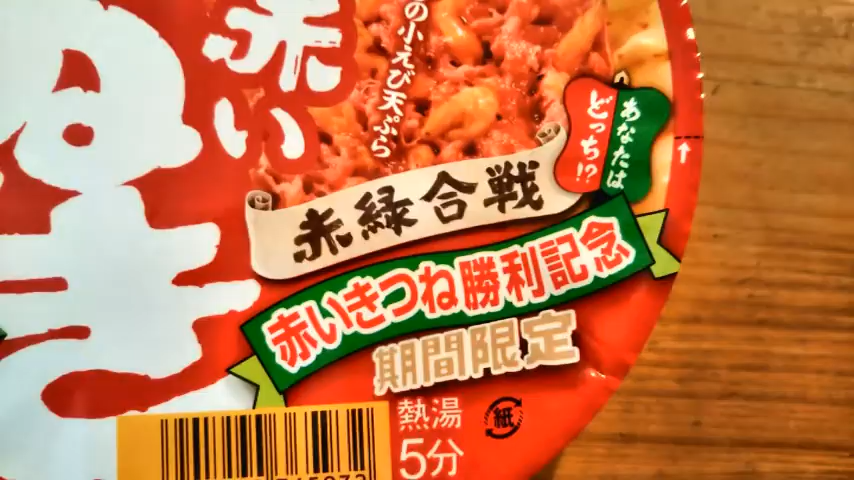 赤い
の小えび天ぷら
あなたは
どっち!?
赤緑合戦
赤いきつね勝利記念
期間限定
熱湯
5分
紙